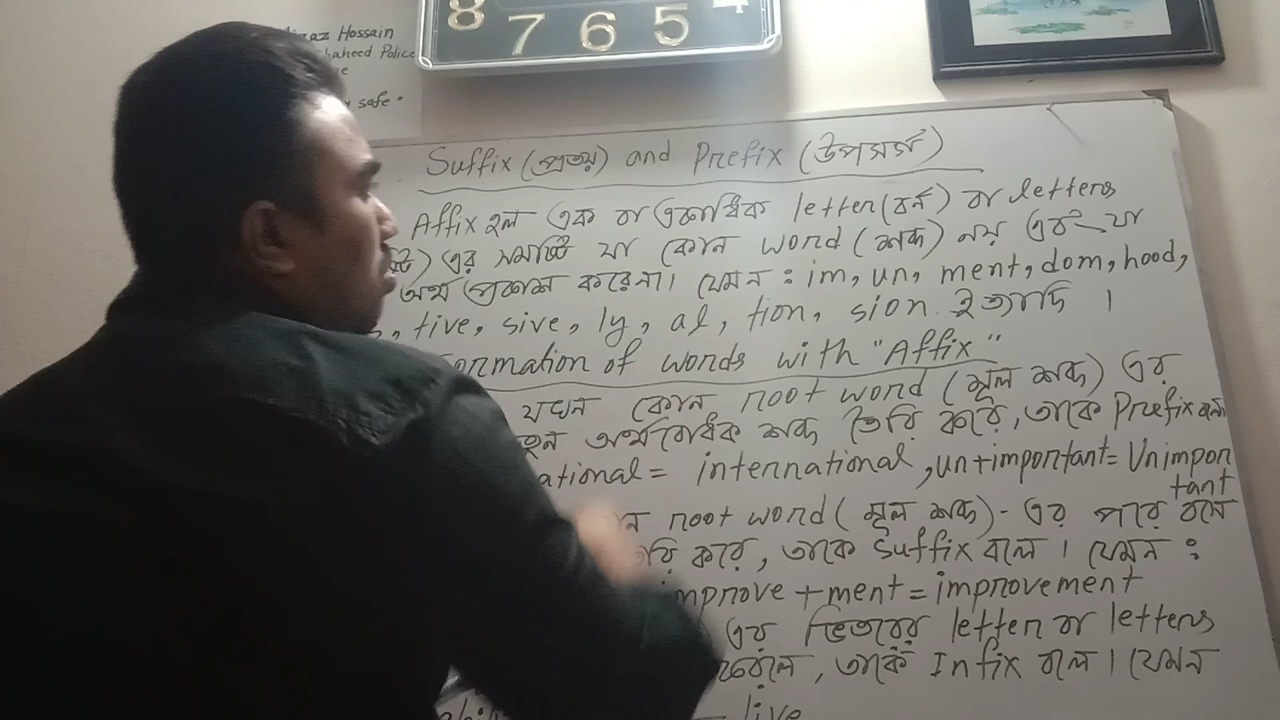 Hossain
Shaheed Police
safe"
8 7 6 5 4
Suffix (প্রত্যয়) and Prefix (উপসর্গ)
Affix হল এক বা একাধিক letter (বর্ন) বা letters
এর সমষ্টি যা কোন word (শব্দ) নয় এবং যা
অর্থ প্রকাশ করেনা। যেমন : im, un, ment, dom, hood,
tive, sive, ly, al, tion, sion ইত্যাদি ।
ormation of words with "Affix"
যখন কোন root word (মূল শব্দ) এর
অর্থবোধক শব্দ তৈরি করে, তাকে Prefix বলে
ational = international, un+important = Unimpor
tant
root word (মূল শব্দ) - এর পরে বসে
করে, তাকে Suffix বলে । যেমন :
improve + ment = improvement
এর ভিতরের letter or letters
তাকে Infix বলে । যেমন
live